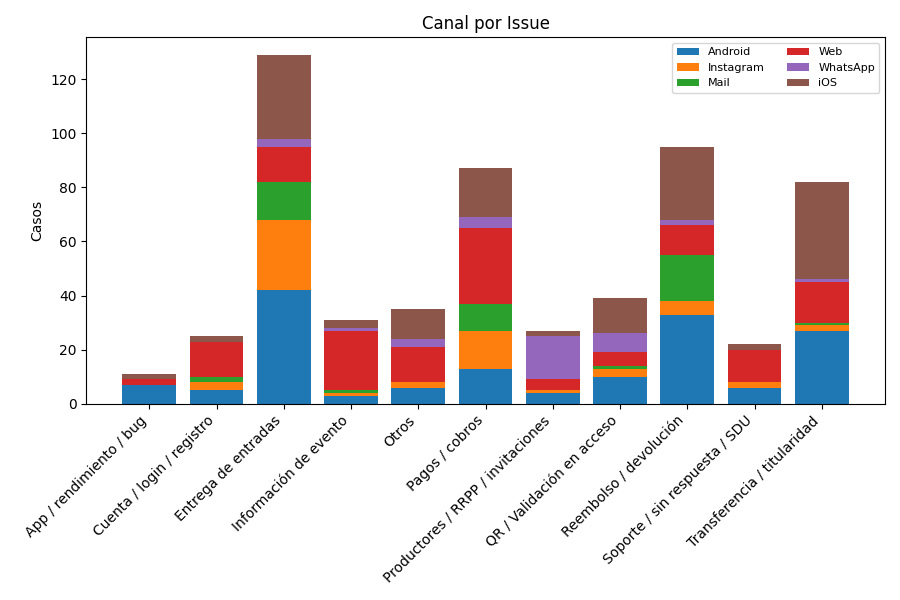 Canal por Issue
Android
Instagram
Mail
Web
WhatsApp
iOS
Casos
120
100
80
60
40
20
0
App / rendimiento / bug
Cuenta / login / registro
Entrega de entradas
Información de evento
Otros
Pagos / cobros
Productores / RRPP / invitaciones
QR / Validación en acceso
Reembolso / devolución
Soporte / sin respuesta / SDU
Transferencia / titularidad